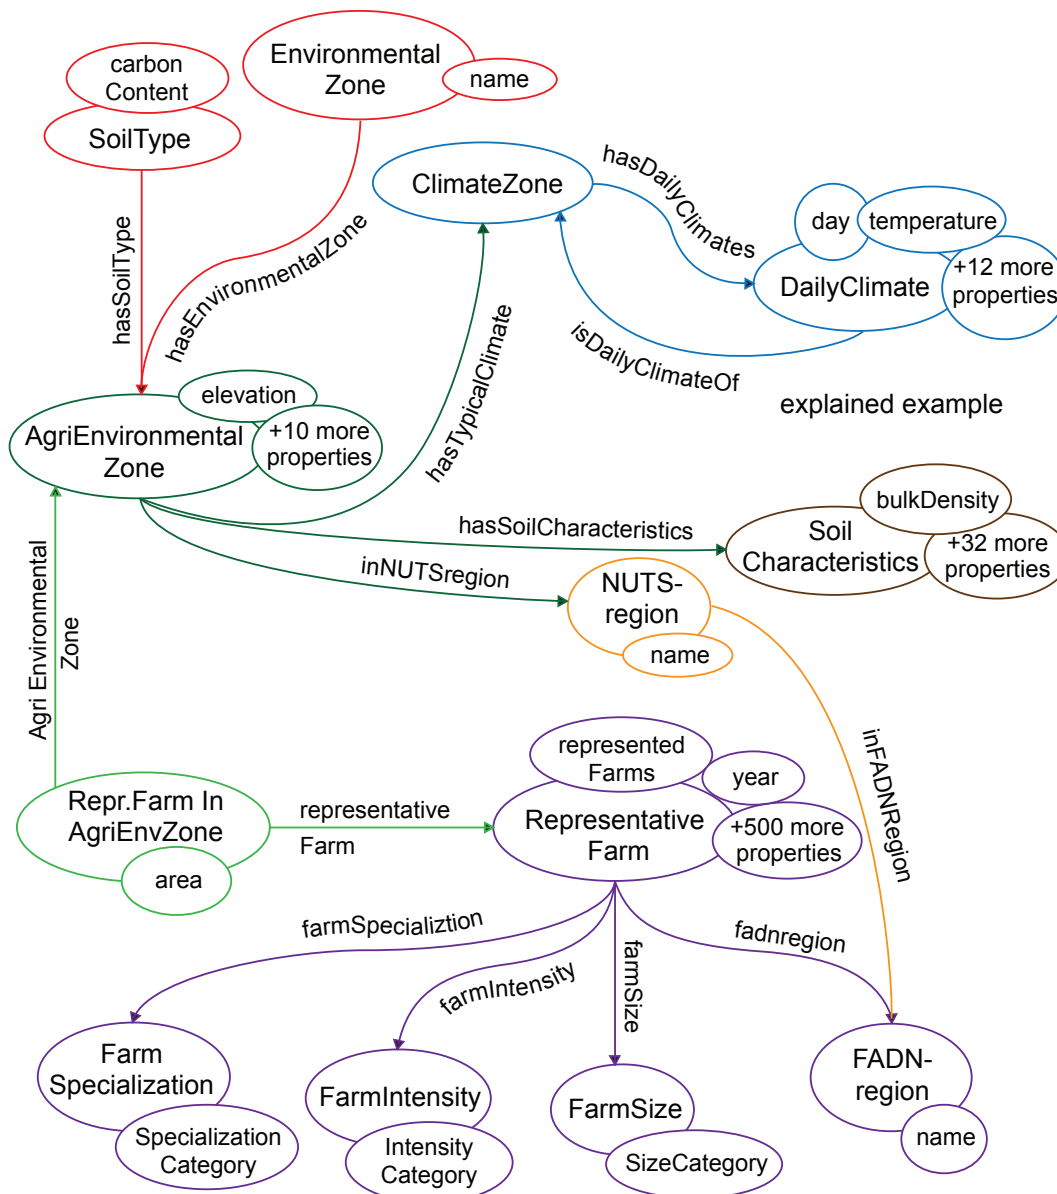 carbon
Content
SoilType
Environmental
Zone
name
ClimateZone
hasDailyClimates
day
temperature
DailyClimate
+12 more
properties
isDailyClimateOf
explained example
hasSoilType
hasEnvironmentalZone
hasTypicalClimate
elevation
AgriEnvironmental
Zone
+10 more
properties
hasSoilCharacteristics
bulkDensity
Soil
Characteristics
+32 more
properties
inNUTSregion
NUTS-
region
name
Agri Environmental
Zone
inFADNRegion
Repr.Farm In
AgriEnvZone
area
representative
Farm
represented
Farms
year
Representative
Farm
+500 more
properties
farmSpecializtion
farmIntensity
farmSize
fadnregion
Farm
Specialization
Specialization
Category
FarmIntensity
Intensity
Category
FarmSize
SizeCategory
FADN-
region
name